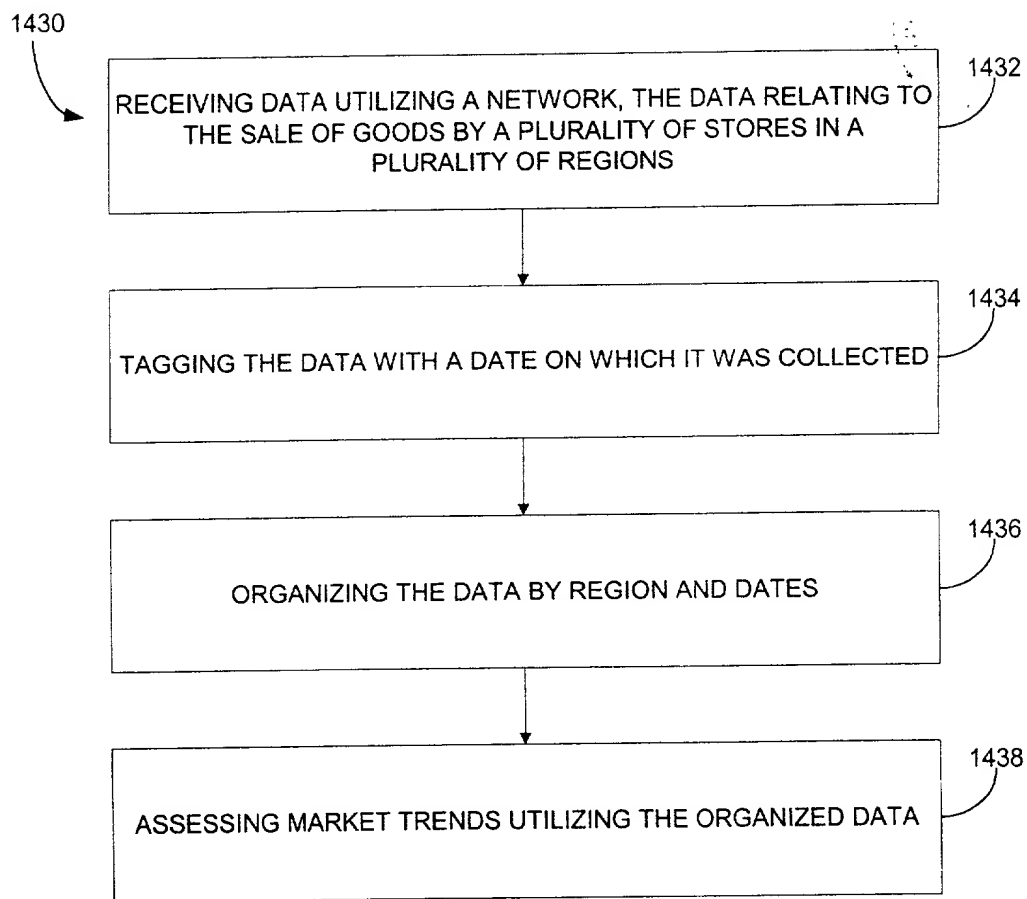 1430
1432
RECEIVING DATA UTILIZING A NETWORK, THE DATA RELATING TO
THE SALE OF GOODS BY A PLURALITY OF STORES IN A
PLURALITY OF REGIONS
1434
TAGGING THE DATA WITH A DATE ON WHICH IT WAS COLLECTED
1436
ORGANIZING THE DATA BY REGION AND DATES
1438
ASSESSING MARKET TRENDS UTILIZING THE ORGANIZED DATA